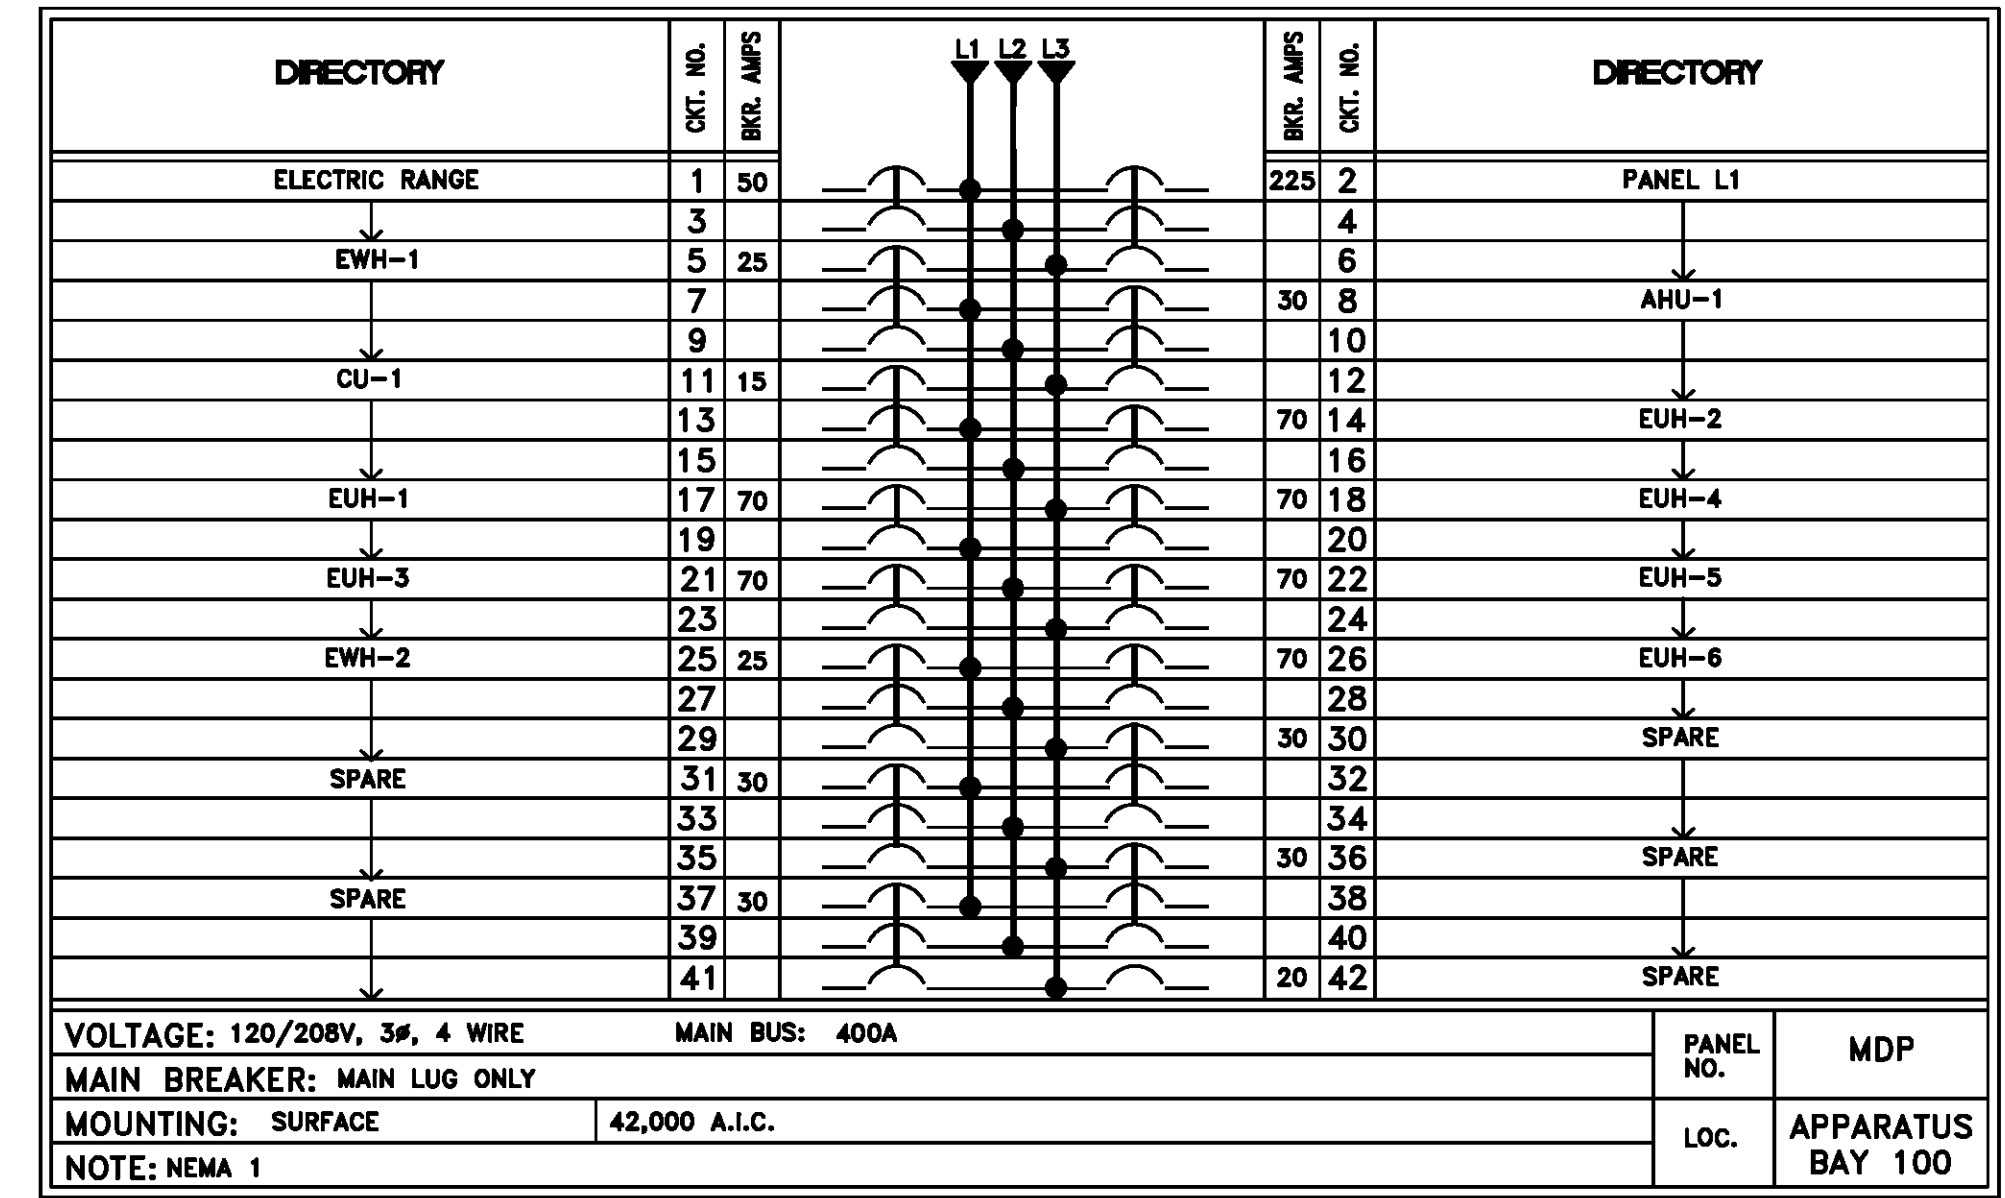 DIRECTORY CKT. NO. BKR. AMPS L1 L2 L3 BKR. AMPS CKT. NO. DIRECTORY
ELECTRIC RANGE 1 50 225 2 PANEL L1
3 4
EWH-1 5 25 6
7 30 8 AHU-1
9 10
CU-1 11 15 12
13 70 14 EUH-2
15 16
EUH-1 17 70 70 18 EUH-4
19 20
EUH-3 21 70 70 22 EUH-5
23 24
EWH-2 25 25 70 26 EUH-6
27 28
29 30 30 SPARE
SPARE 31 30 32
33 34
35 30 36 SPARE
SPARE 37 30 38
39 40
41 20 42 SPARE
VOLTAGE: 120/208V, 3ø, 4 WIRE MAIN BUS: 400A
MAIN BREAKER: MAIN LUG ONLY
MOUNTING: SURFACE 42,000 A.I.C.
NOTE: NEMA 1
PANEL
NO.
MDP
LOC.
APPARATUS
BAY 100